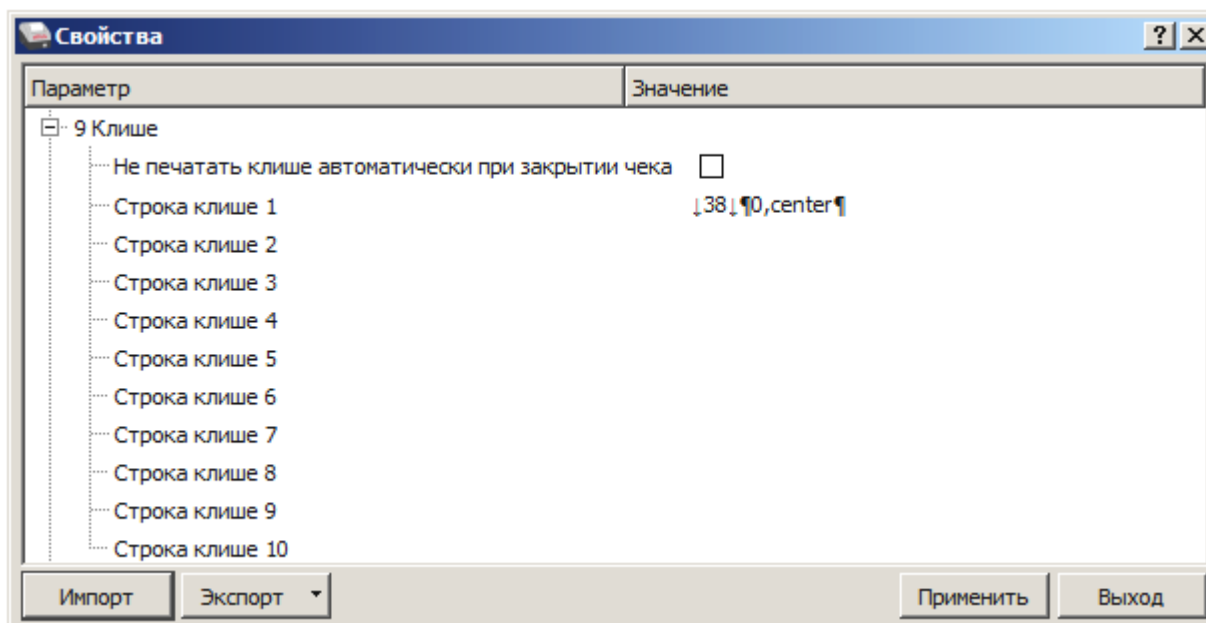 Свойства
Параметр Значение
9 Клише
Не печатать клише автоматически при закрытии чека
Строка клише 1 ↓38↓¶0,center¶
Строка клише 2
Строка клише 3
Строка клише 4
Строка клише 5
Строка клише 6
Строка клише 7
Строка клише 8
Строка клише 9
Строка клише 10
Импорт Экспорт Применить Выход